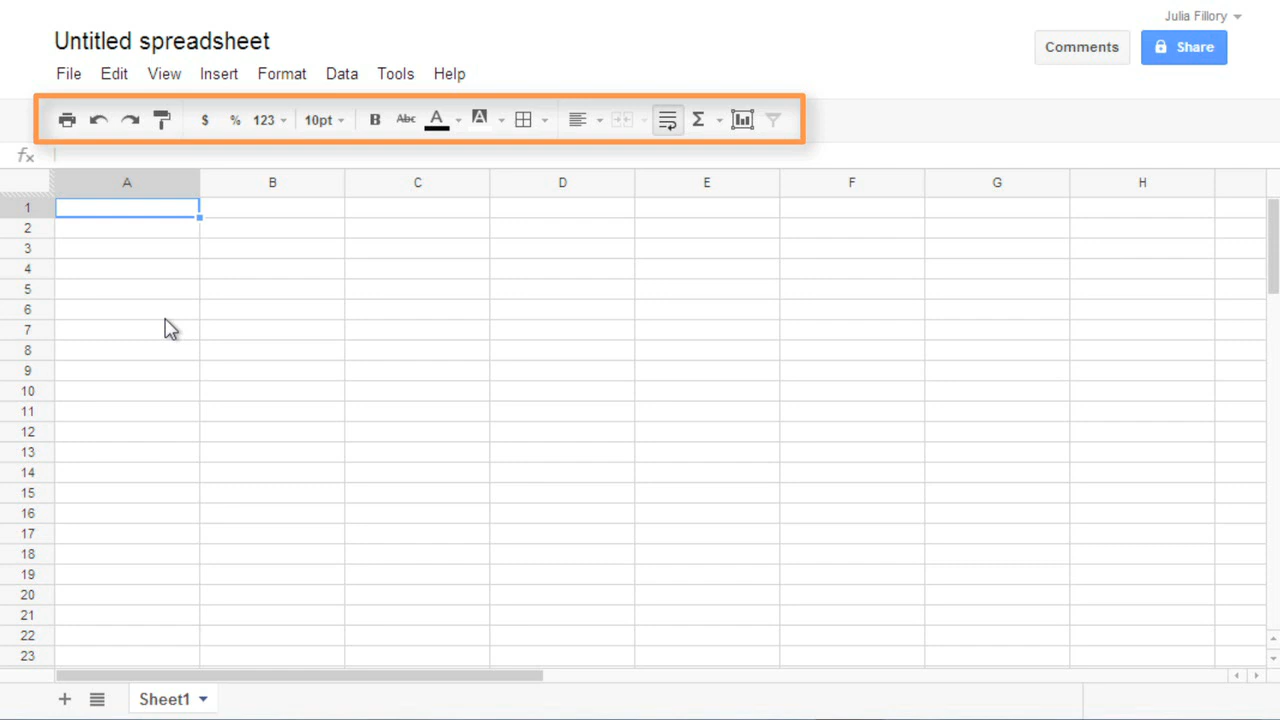 Julia Fillory
Untitled spreadsheet
Comments
Share
File Edit View Insert Format Data Tools Help
$ % 123 10pt B Abc A A Σ
fx
A B C D E F G H
1
2
3
4
5
6
7
8
9
10
11
12
13
14
15
16
17
18
19
20
21
22
23
+ Sheet1